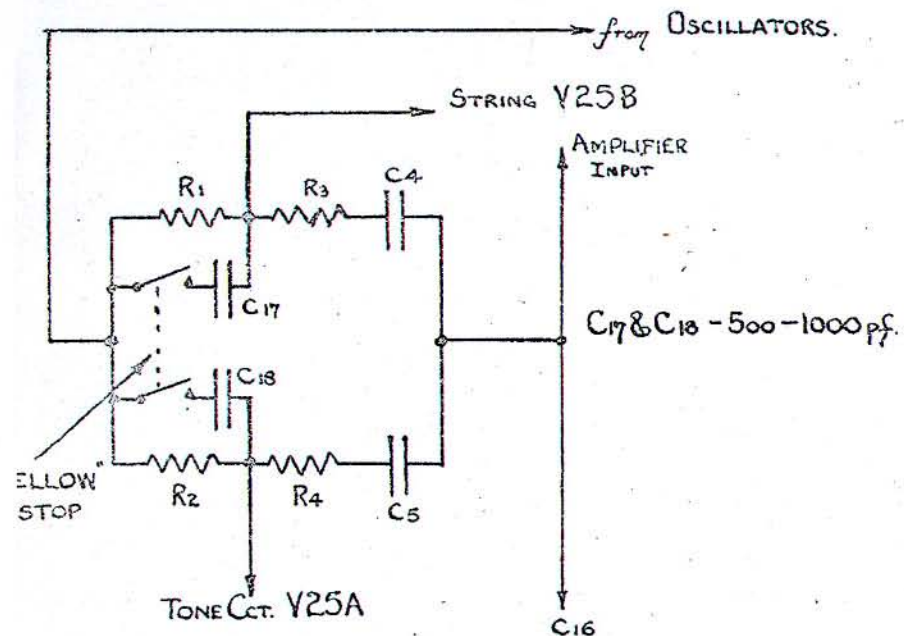 from OSCILLATORS.
STRING V25B
AMPLIFIER
INPUT
R1
R3
C4
C17
C17 & C18 - 500 - 1000 pf.
C18
ELLOW"
STOP
R2
R4
C5
TONE CCT. V25A
C16